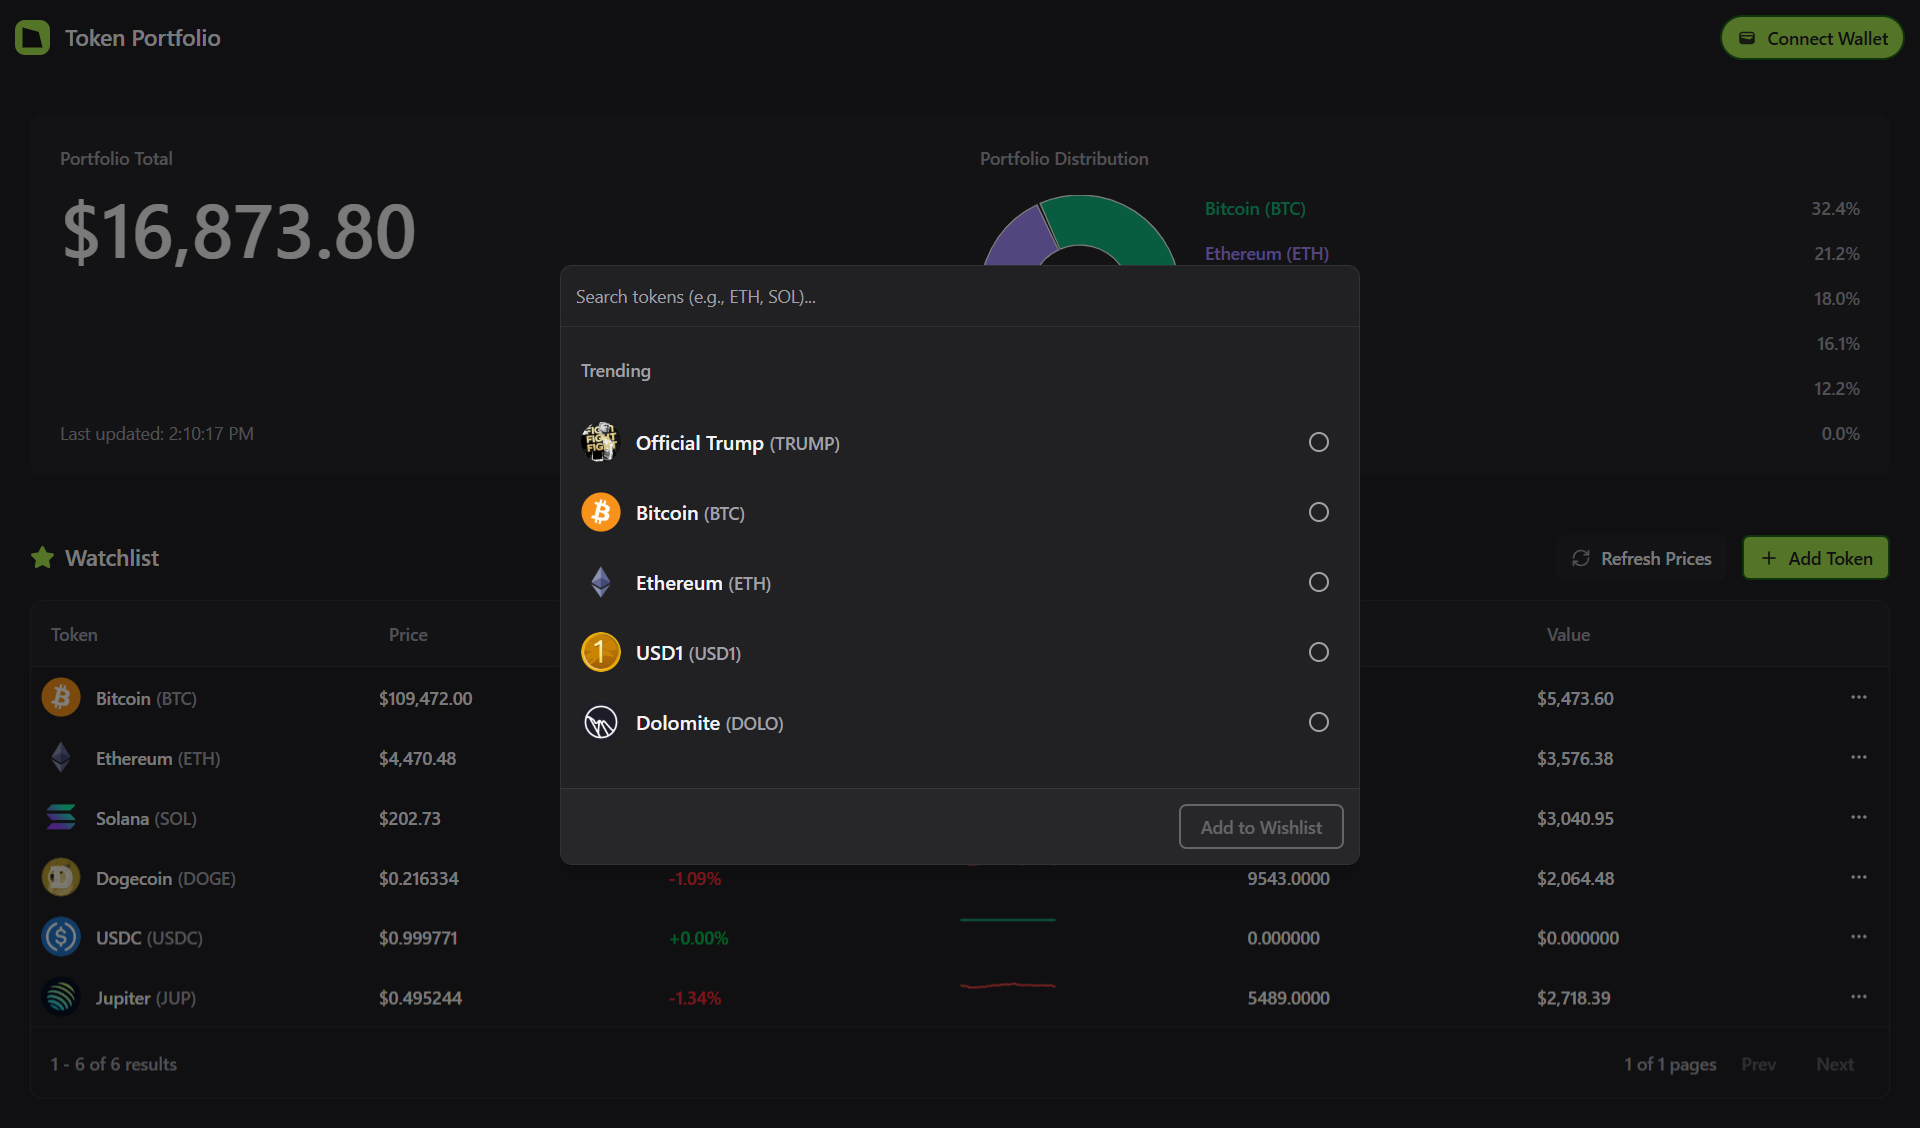 Token Portfolio
Connect Wallet
Portfolio Total
$16,873.80
Last updated: 2:10:17 PM
Portfolio Distribution
Bitcoin (BTC) 32.4%
Ethereum (ETH) 21.2%
18.0%
16.1%
12.2%
0.0%
Search tokens (e.g., ETH, SOL)...
Trending
Official Trump (TRUMP)
Bitcoin (BTC)
Ethereum (ETH)
USD1 (USD1)
Dolomite (DOLO)
Add to Wishlist
Watchlist
Refresh Prices
Add Token
Token Price Value
Bitcoin (BTC) $109,472.00 $5,473.60
Ethereum (ETH) $4,470.48 $3,576.38
Solana (SOL) $202.73 $3,040.95
Dogecoin (DOGE) $0.216334 -1.09% 9543.0000 $2,064.48
USDC (USDC) $0.999771 +0.00% 0.000000 $0.000000
Jupiter (JUP) $0.495244 -1.34% 5489.0000 $2,718.39
1 - 6 of 6 results
1 of 1 pages Prev Next